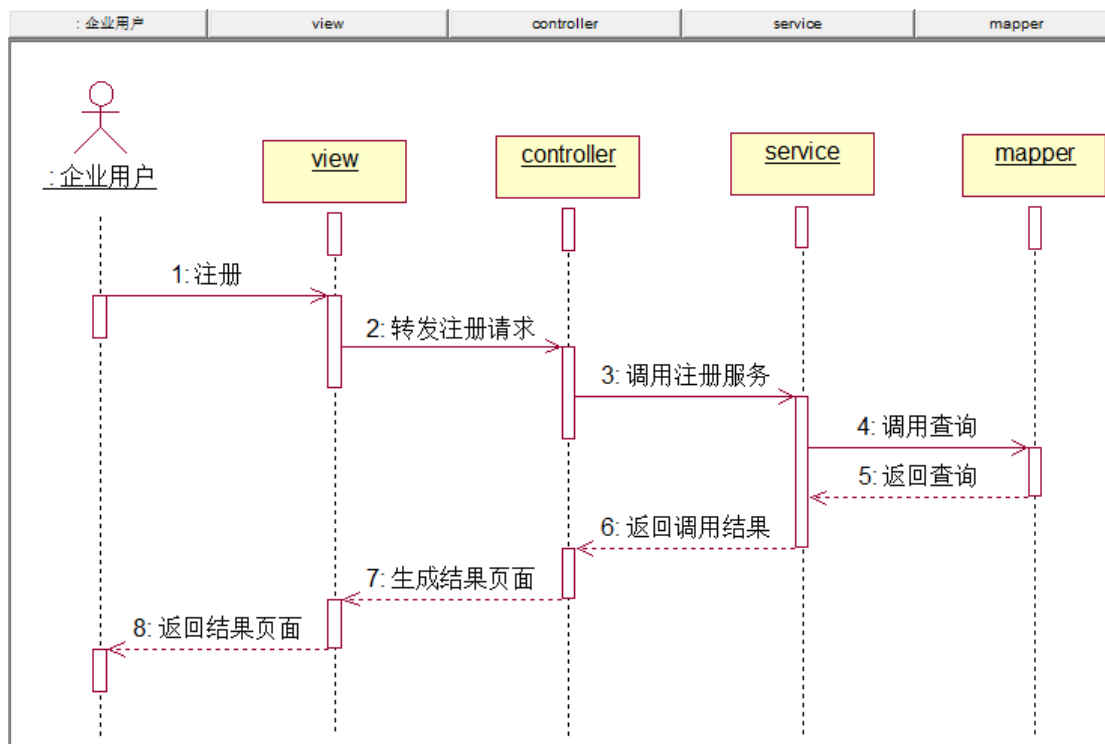 : 企业用户
view
controller
service
mapper
: 企业用户
view
controller
service
mapper
1: 注册
2: 转发注册请求
3: 调用注册服务
4: 调用查询
5: 返回查询
6: 返回调用结果
7: 生成结果页面
8: 返回结果页面